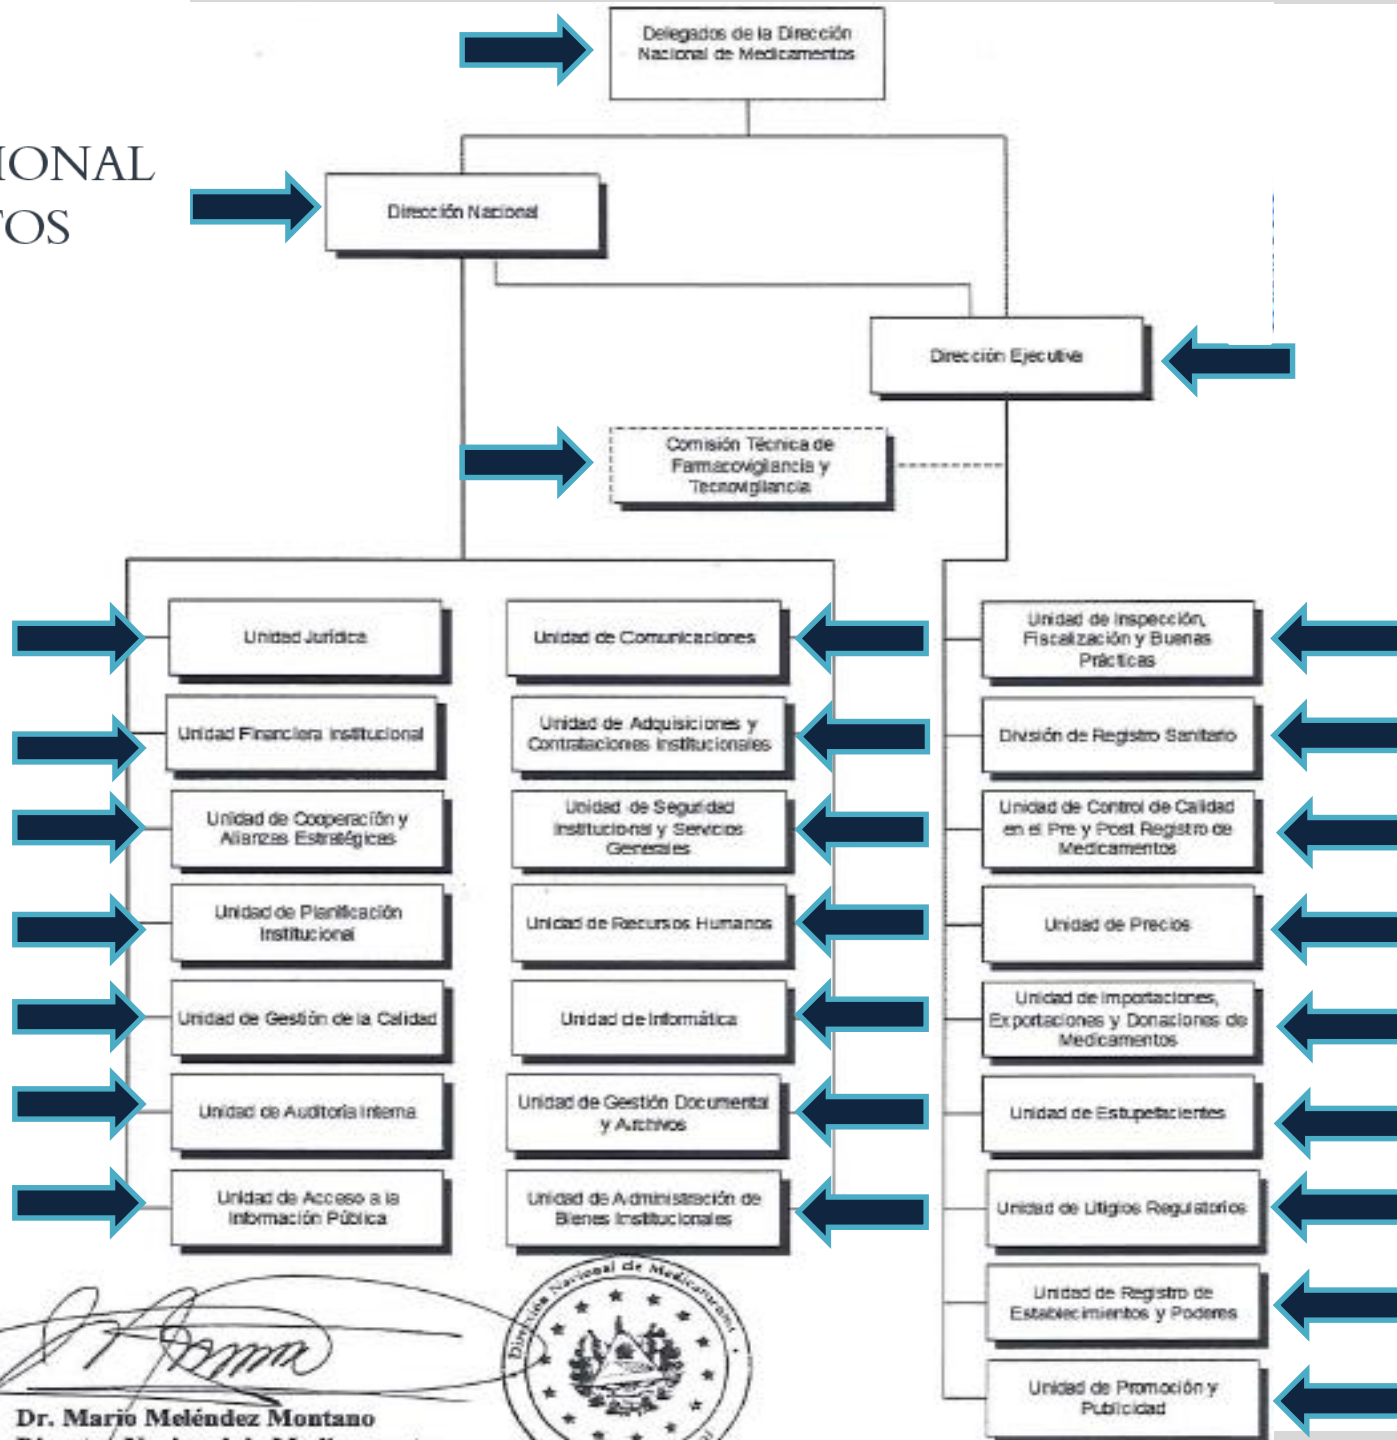 Delegados de la Dirección
Nacional de Medicamentos
IONAL
TOS
Dirección Nacional
Dirección Ejecutiva
Comisión Técnica de
Farmacovigilancia y
Tecnovigilancia
Unidad Jurídica
Unidad Financiera Institucional
Unidad de Cooperación y
Alianzas Estratégicas
Unidad de Planificación
Institucional
Unidad de Gestión de la Calidad
Unidad de Auditoría Interna
Unidad de Acceso a la
Información Pública
Unidad de Comunicaciones
Unidad de Adquisiciones y
Contrataciones Institucionales
Unidad de Seguridad
Institucional y Servicios
Generales
Unidad de Recursos Humanos
Unidad de Informática
Unidad de Gestión Documental
y Archivos
Unidad de Administración de
Bienes Institucionales
Unidad de Inspección,
Fiscalización y Buenas
Prácticas
División de Registro Sanitario
Unidad de Control de Calidad
en el Pre y Post Registro de
Medicamentos
Unidad de Precios
Unidad de Importaciones,
Exportaciones y Donaciones de
Medicamentos
Unidad de Estupefacientes
Unidad de Litigios Regulatorios
Unidad de Registro de
Establecimientos y Poderes
Unidad de Promoción y
Publicidad
Dirección Nacional de Medicamentos
Dr. Mario Meléndez Montano